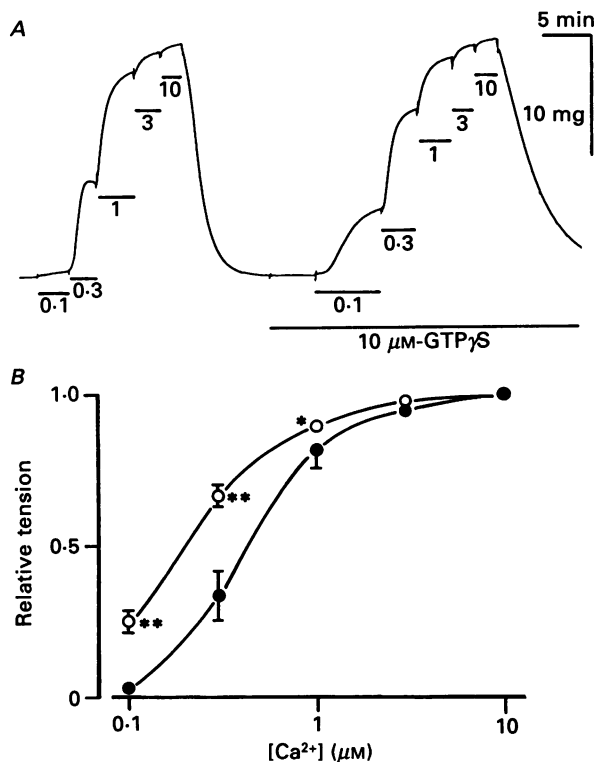 A
5 min
10 mg
0·1
0·3
1
3
10
0·1
0·3
1
3
10
10 μM-GTPγS
B
Relative tension
1·0
0·5
0
*
**
**
0·1
1
10
[Ca²⁺] (μM)